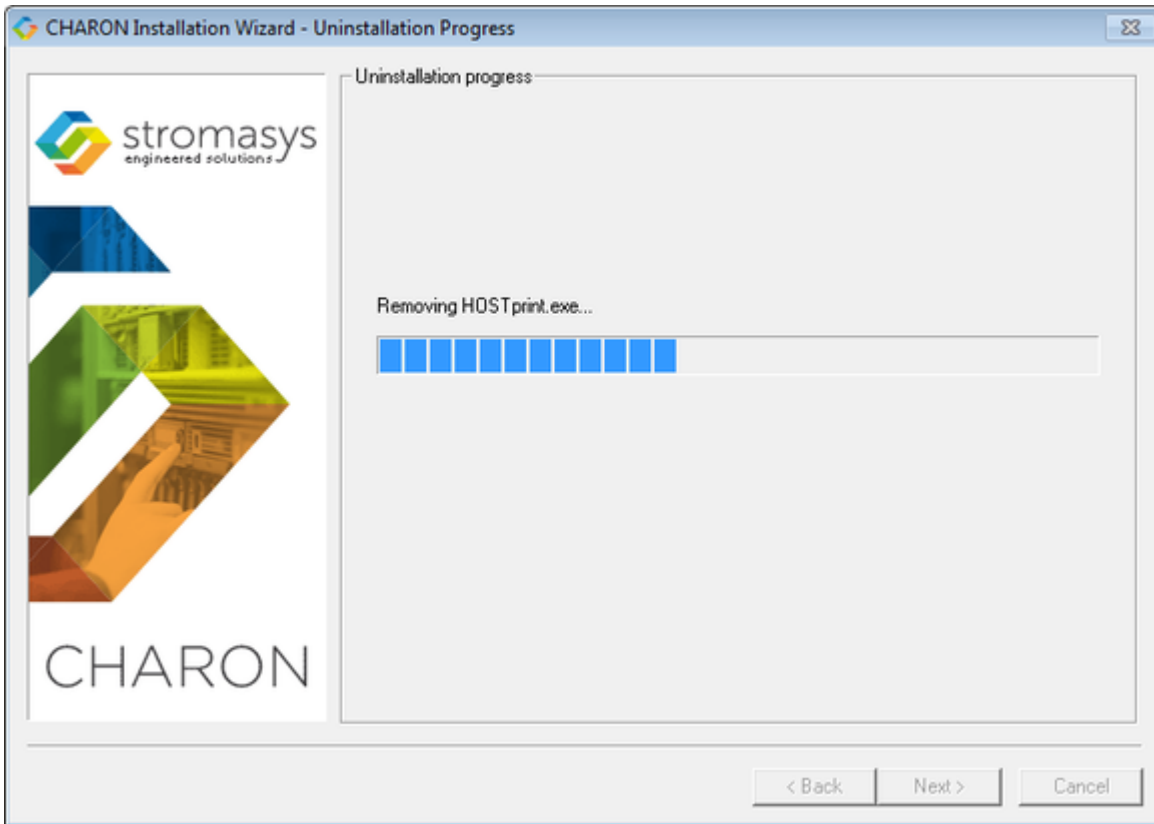 CHARON Installation Wizard - Uninstallation Progress
stromasys
engineered solutions
CHARON
Uninstallation progress
Removing HOSTprint.exe...
< Back
Next >
Cancel